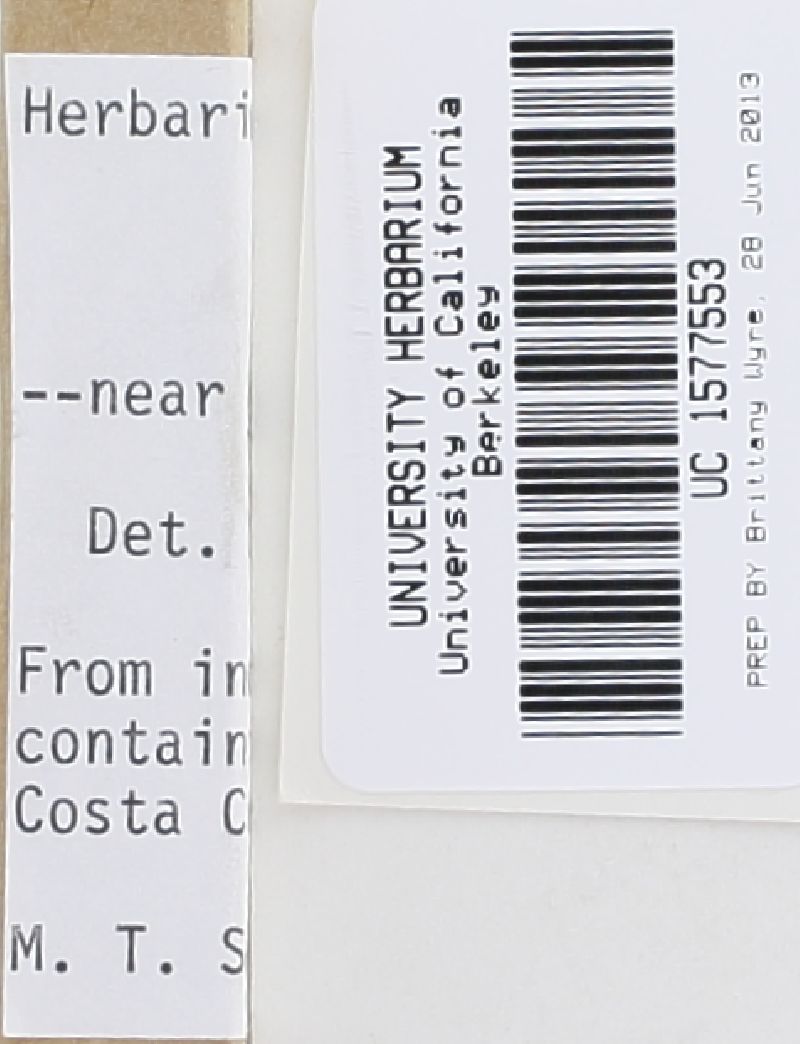 Herbari
--near
Det.
From in
contain
Costa C
M. T. S
UNIVERSITY HERBARIUM
University of California
Berkeley
UC 1577553
PREP BY Brittany Wyre, 28 Jun 2013